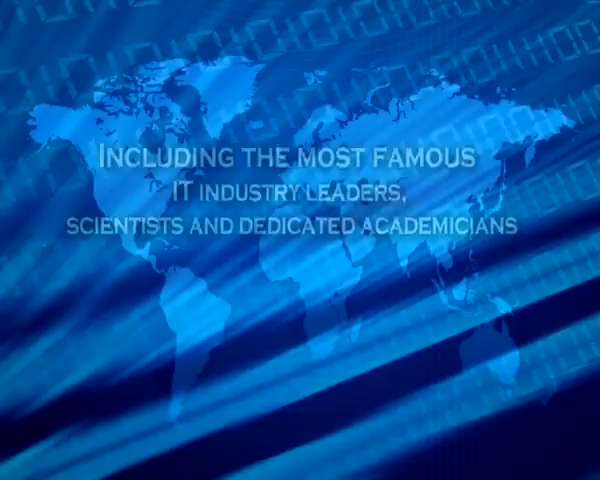 Including the most famous
IT industry leaders,
scientists and dedicated academicians